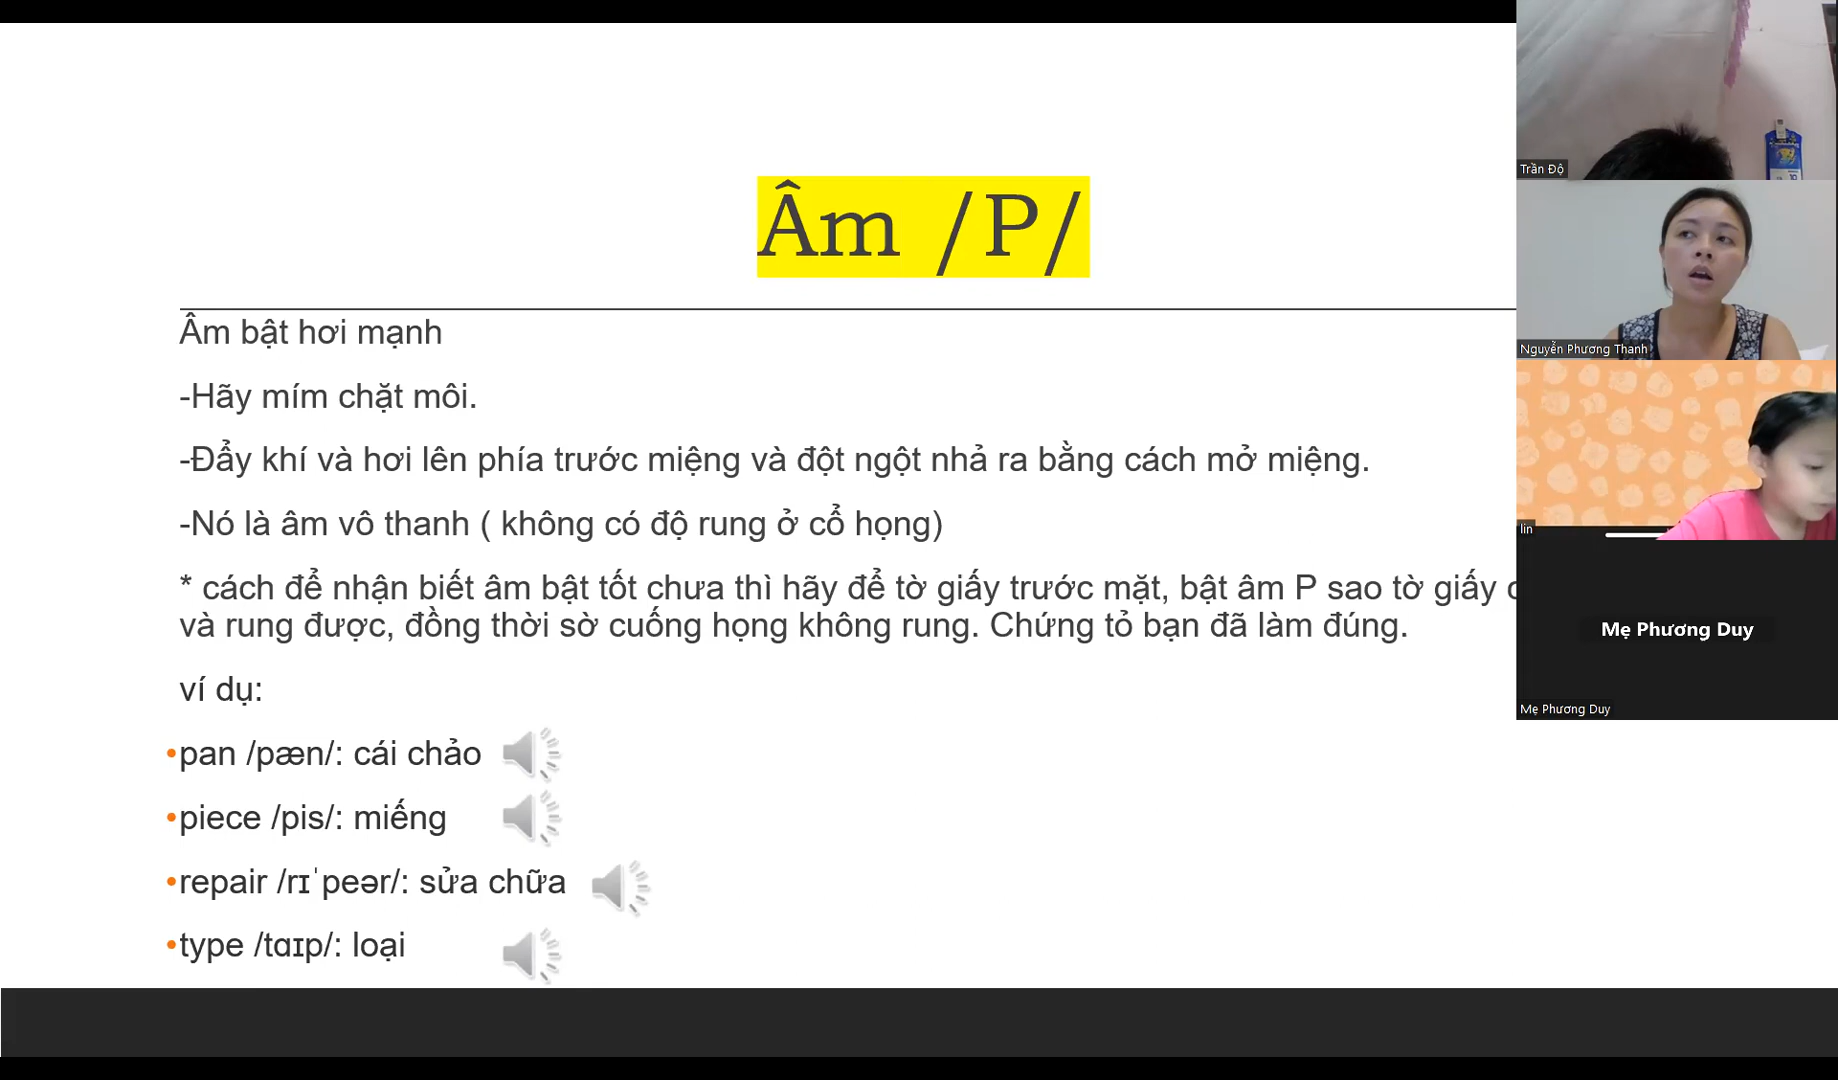 Âm /P/
Âm bật hơi mạnh
-Hãy mím chặt môi.
-Đẩy khí và hơi lên phía trước miệng và đột ngột nhả ra bằng cách mở miệng.
-Nó là âm vô thanh ( không có độ rung ở cổ họng)
* cách để nhận biết âm bật tốt chưa thì hãy để tờ giấy trước mặt, bật âm P sao tờ giấy
và rung được, đồng thời sờ cuống họng không rung. Chứng tỏ bạn đã làm đúng.
ví dụ:
•pan /pæn/: cái chảo
•piece /pis/: miếng
•repair /rɪˈpeər/: sửa chữa
•type /tɑɪp/: loại
Trần Độ
Nguyễn Phương Thanh
lin
Mẹ Phương Duy
Mẹ Phương Duy